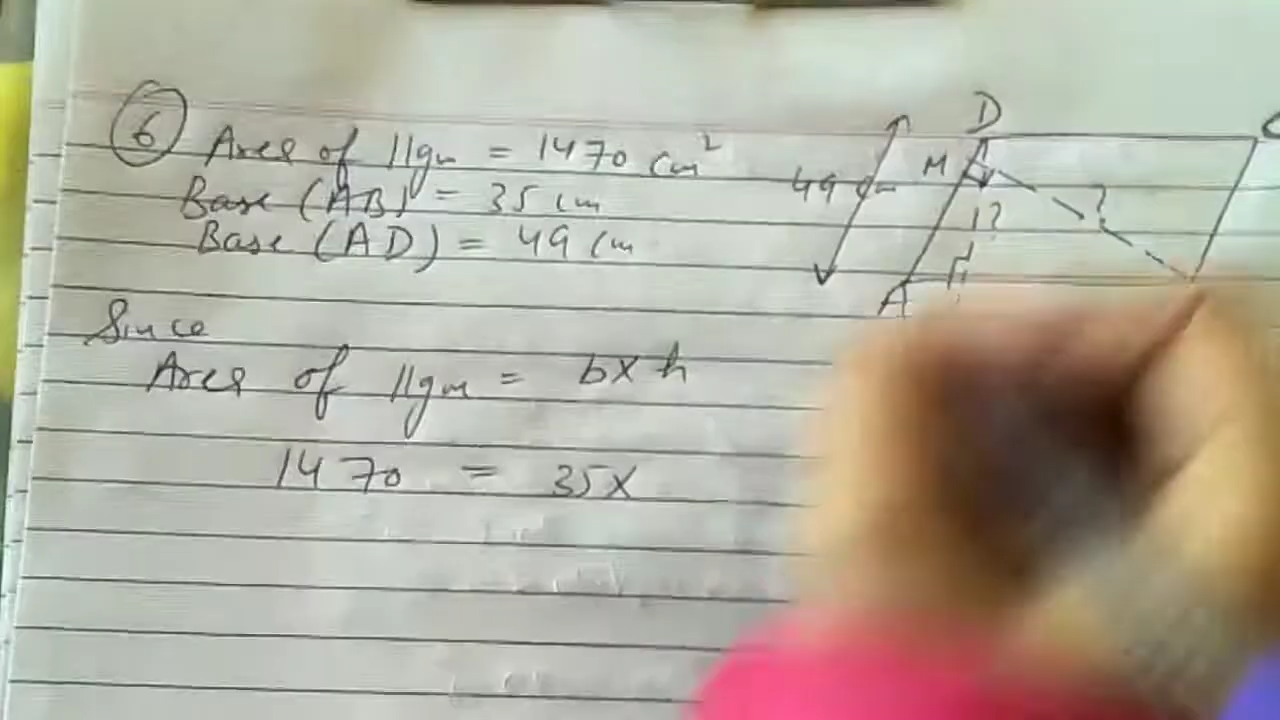 6 Area of ||gm = 1470 cm²
Base (AB) = 35 cm
Base (AD) = 49 cm
Since
Area of ||gm = b x h
1470 = 35 x
D
C
M
49 cm
?
?
A